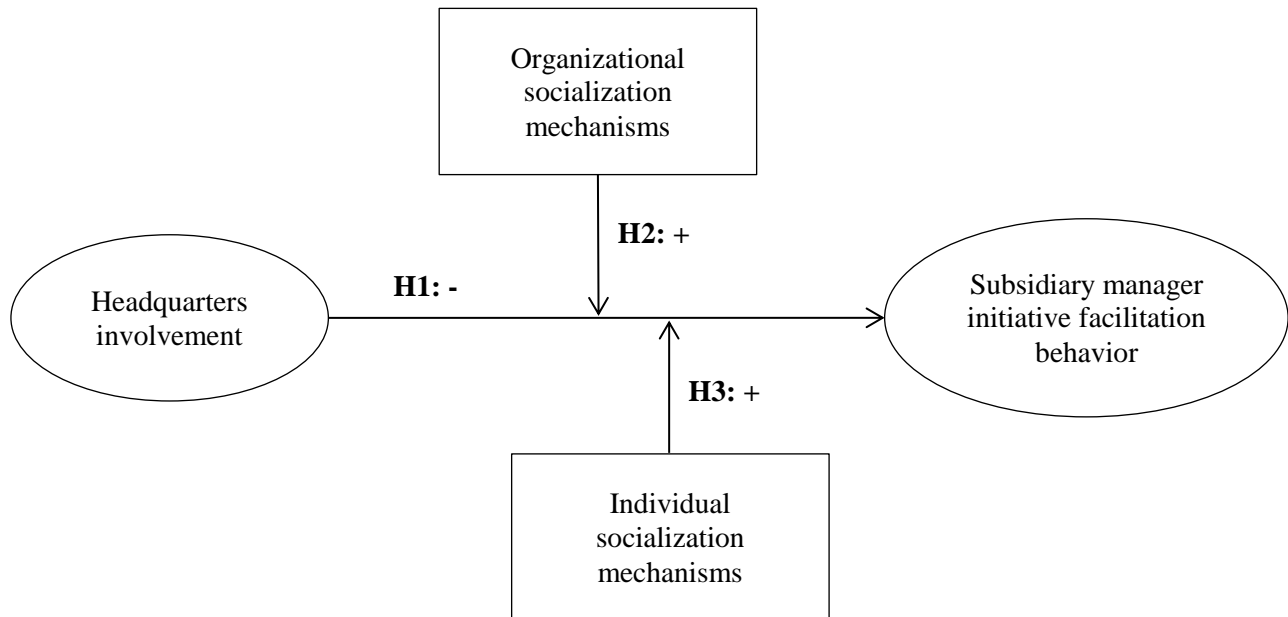 Organizational
socialization
mechanisms
H2: +
H1: -
Headquarters
involvement
Subsidiary manager
initiative facilitation
behavior
H3: +
Individual
socialization
mechanisms